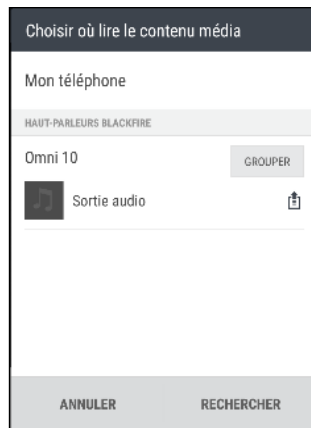 Choisir où lire le contenu média
Mon téléphone
HAUT-PARLEURS BLACKFIRE
Omni 10
GROUPER
Sortie audio
ANNULER
RECHERCHER